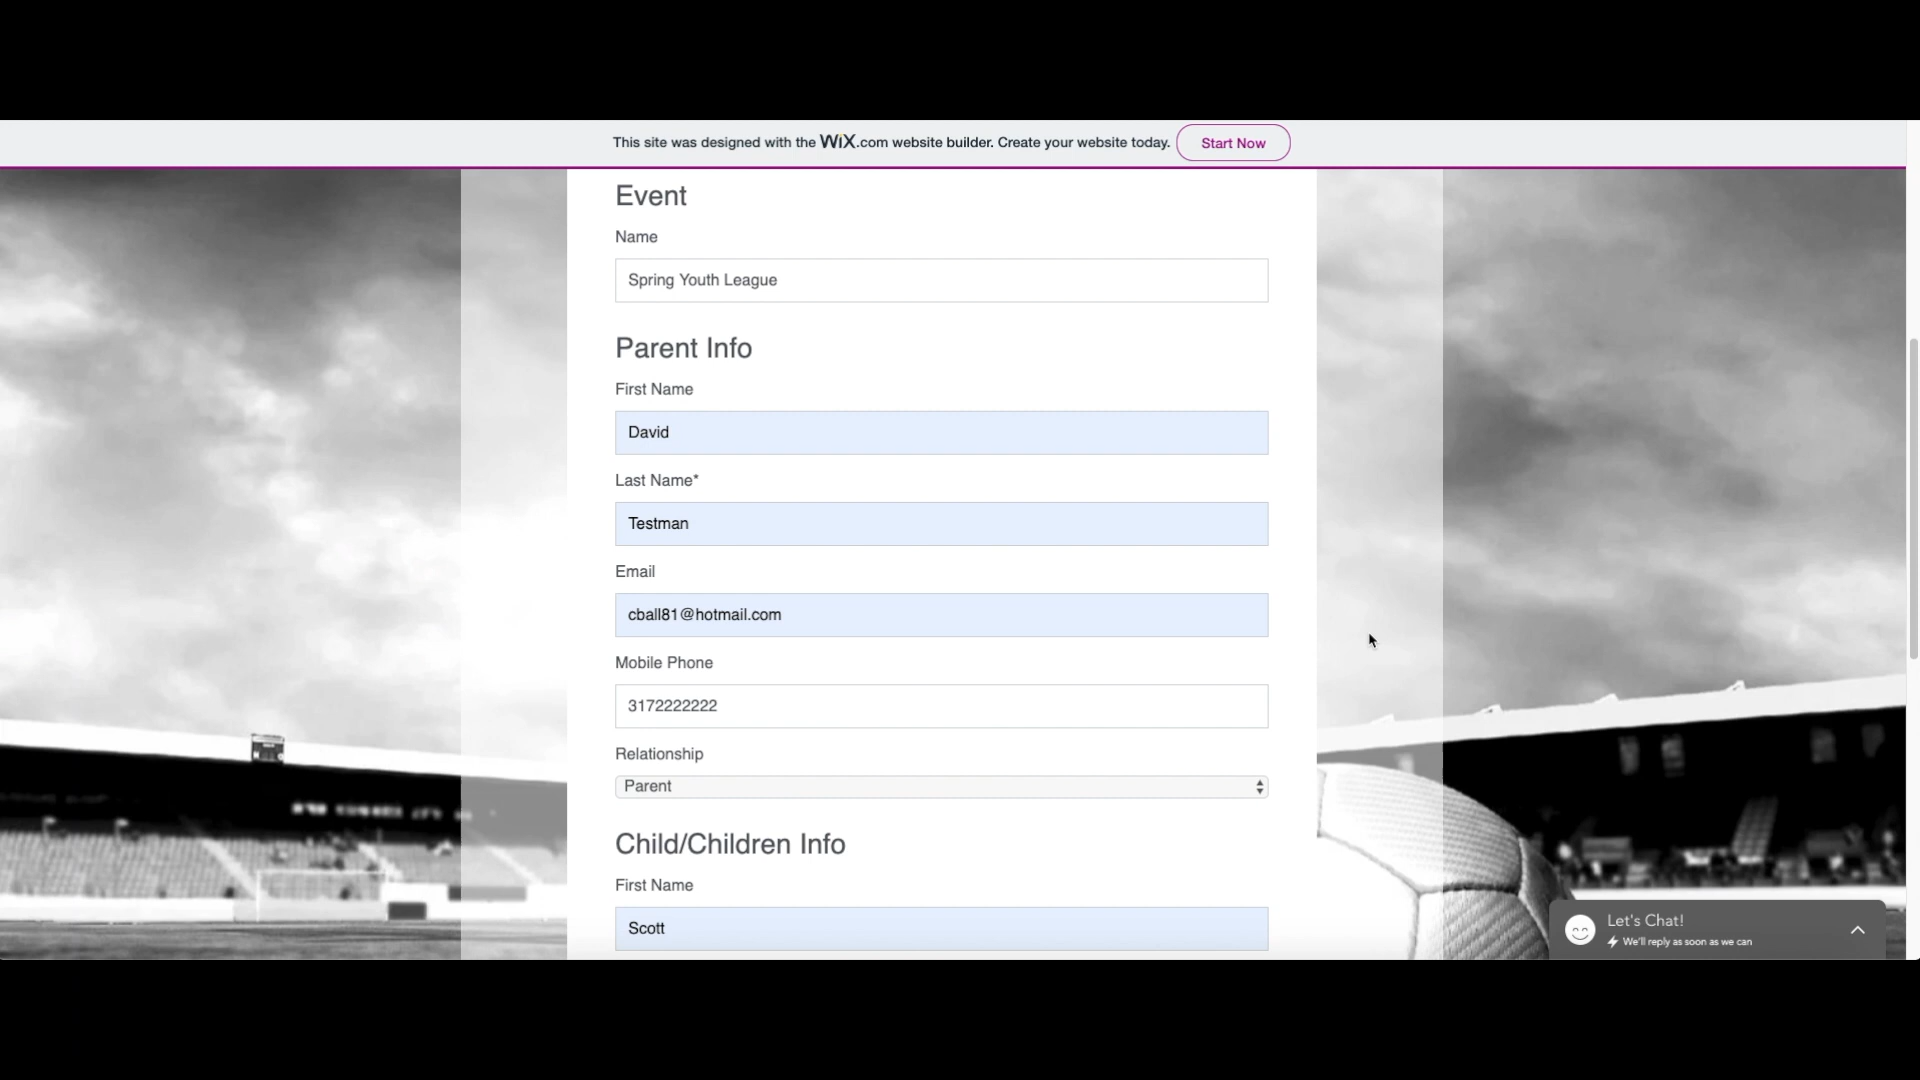 This site was designed with the WiX.com website builder. Create your website today. Start Now
Event
Name
Spring Youth League
Parent Info
First Name
David
Last Name*
Testman
Email
cball81@hotmail.com
Mobile Phone
3172222222
Relationship
Parent
Child/Children Info
First Name
Scott
Let's Chat!
We'll reply as soon as we can